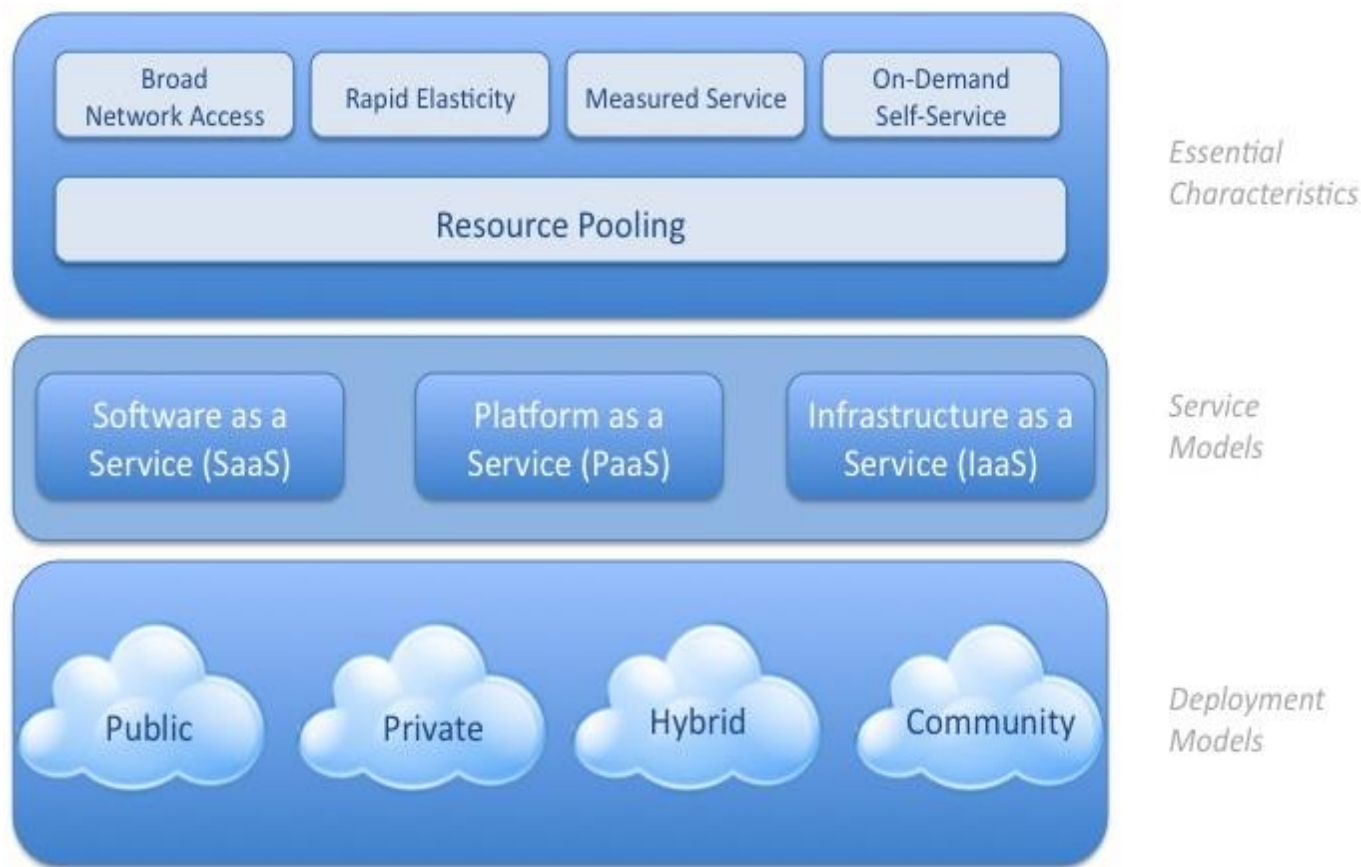 Broad
Network Access
Rapid Elasticity
Measured Service
On-Demand
Self-Service
Resource Pooling
Essential
Characteristics
Software as a
Service (SaaS)
Platform as a
Service (PaaS)
Infrastructure as a
Service (IaaS)
Service
Models
Public
Private
Hybrid
Community
Deployment
Models